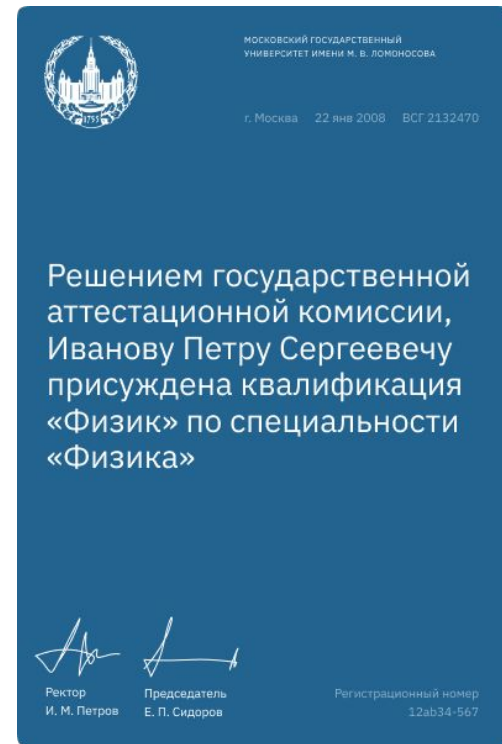 МОСКОВСКИЙ ГОСУДАРСТВЕННЫЙ
УНИВЕРСИТЕТ ИМЕНИ М. В. ЛОМОНОСОВА
1755
г. Москва 22 янв 2008 ВСГ 2132470
Решением государственной
аттестационной комиссии,
Иванову Петру Сергеевечу
присуждена квалификация
«Физик» по специальности
«Физика»
Ректор
И. М. Петров
Председатель
Е. П. Сидоров
Регистрационный номер
12ab34-567